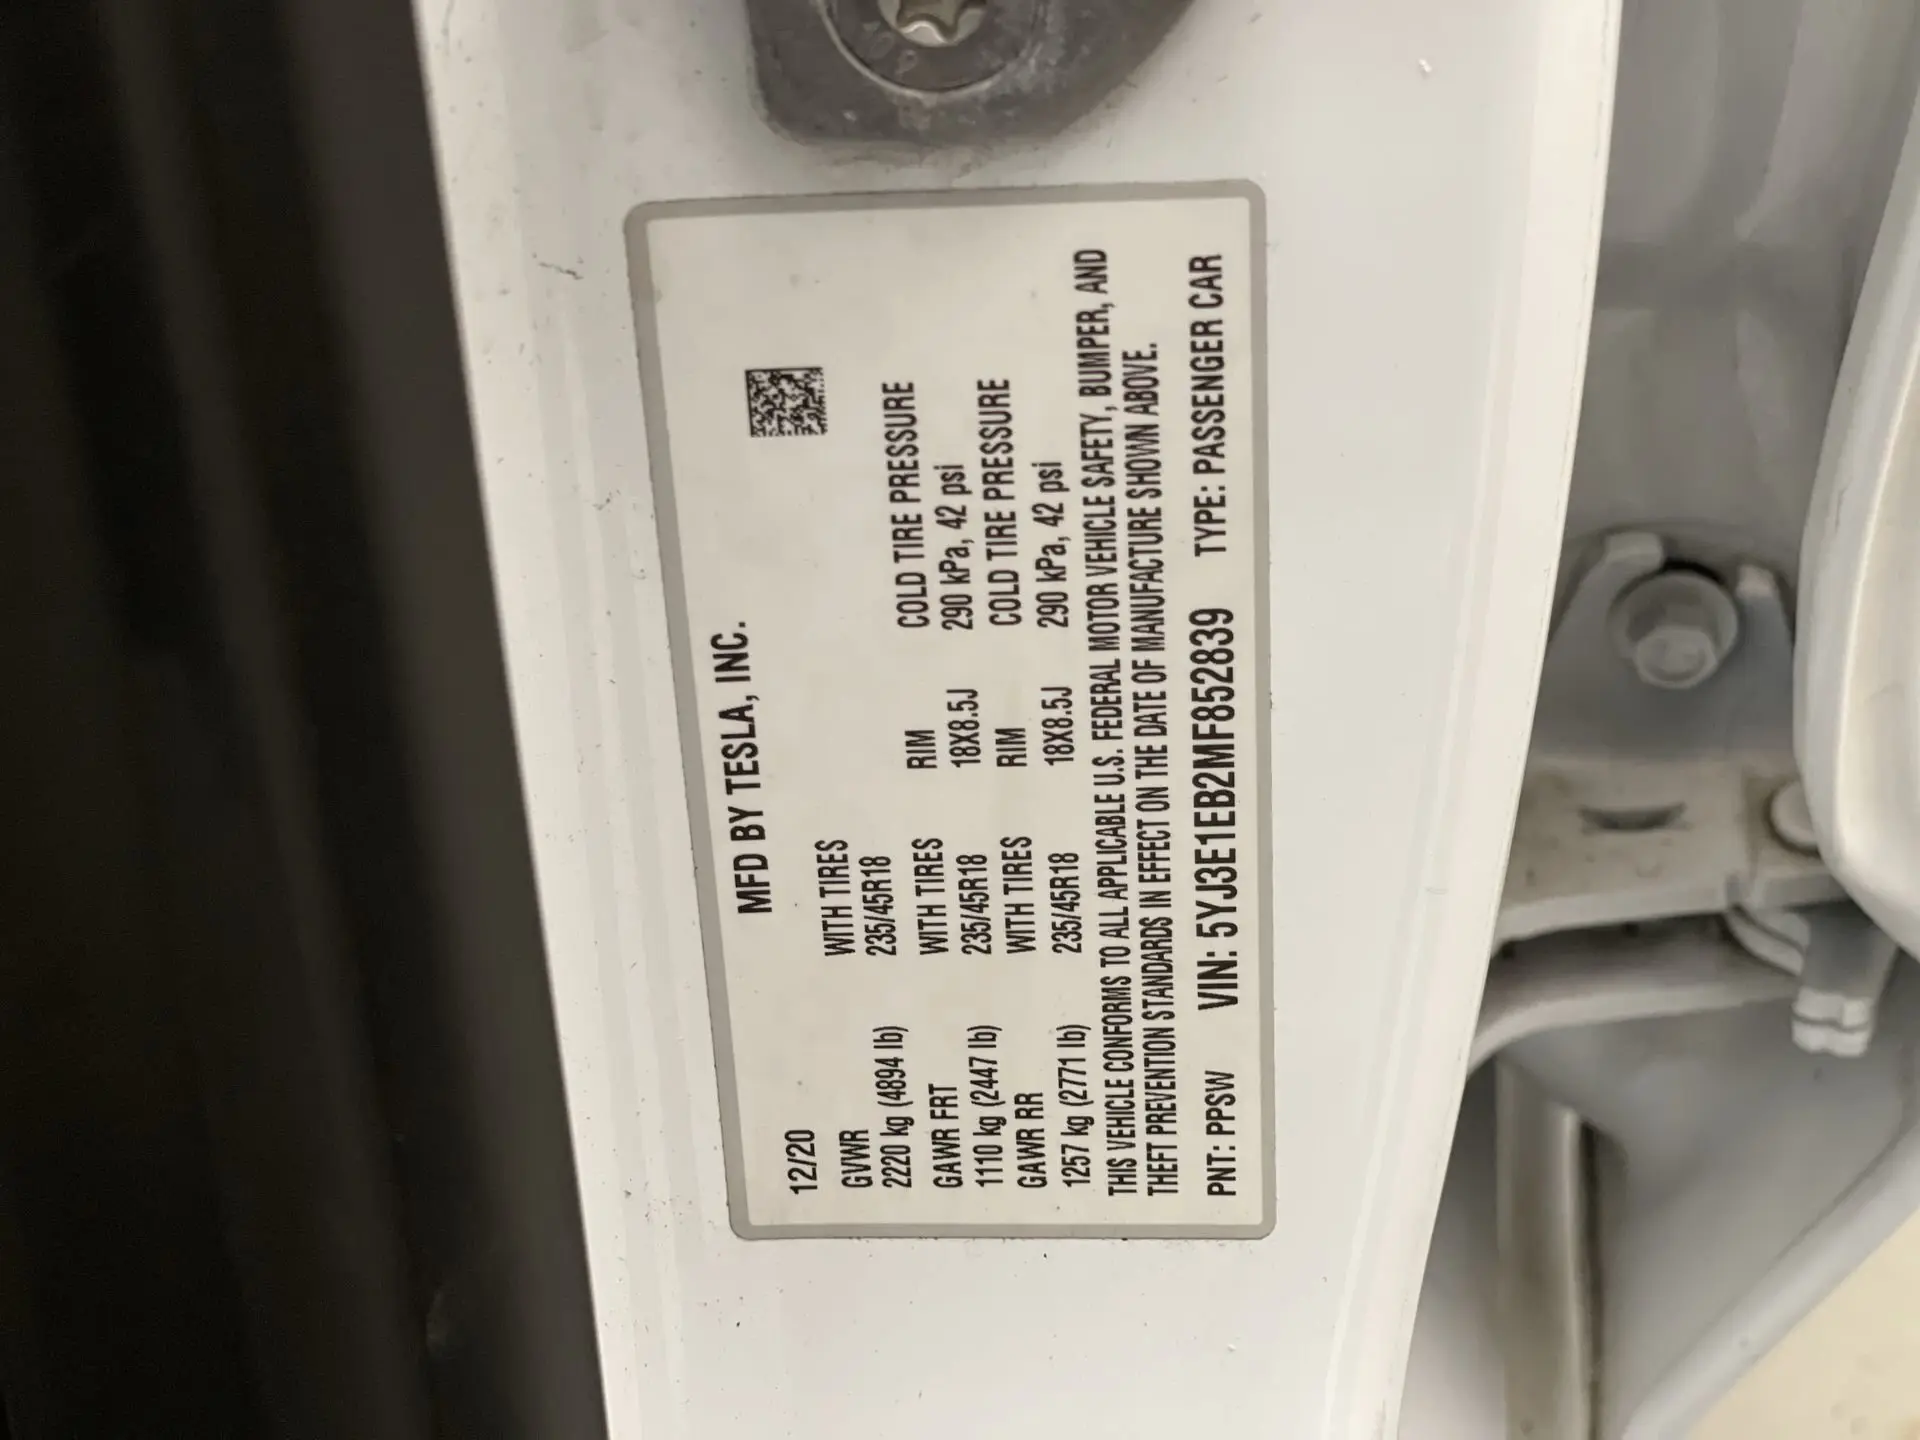 MFD BY TESLA, INC.
12/20
GVWR WITH TIRES
2220 kg (4894 lb) 235/45R18
GAWR FRT WITH TIRES RIM COLD TIRE PRESSURE
1110 kg (2447 lb) 235/45R18 18X8.5J 290 kPa, 42 psi
GAWR RR WITH TIRES RIM COLD TIRE PRESSURE
1257 kg (2771 lb) 235/45R18 18X8.5J 290 kPa, 42 psi
THIS VEHICLE CONFORMS TO ALL APPLICABLE U.S. FEDERAL MOTOR VEHICLE SAFETY, BUMPER, AND
THEFT PREVENTION STANDARDS IN EFFECT ON THE DATE OF MANUFACTURE SHOWN ABOVE.
PNT: PPSW VIN: 5YJ3E1EB2MF852839 TYPE: PASSENGER CAR